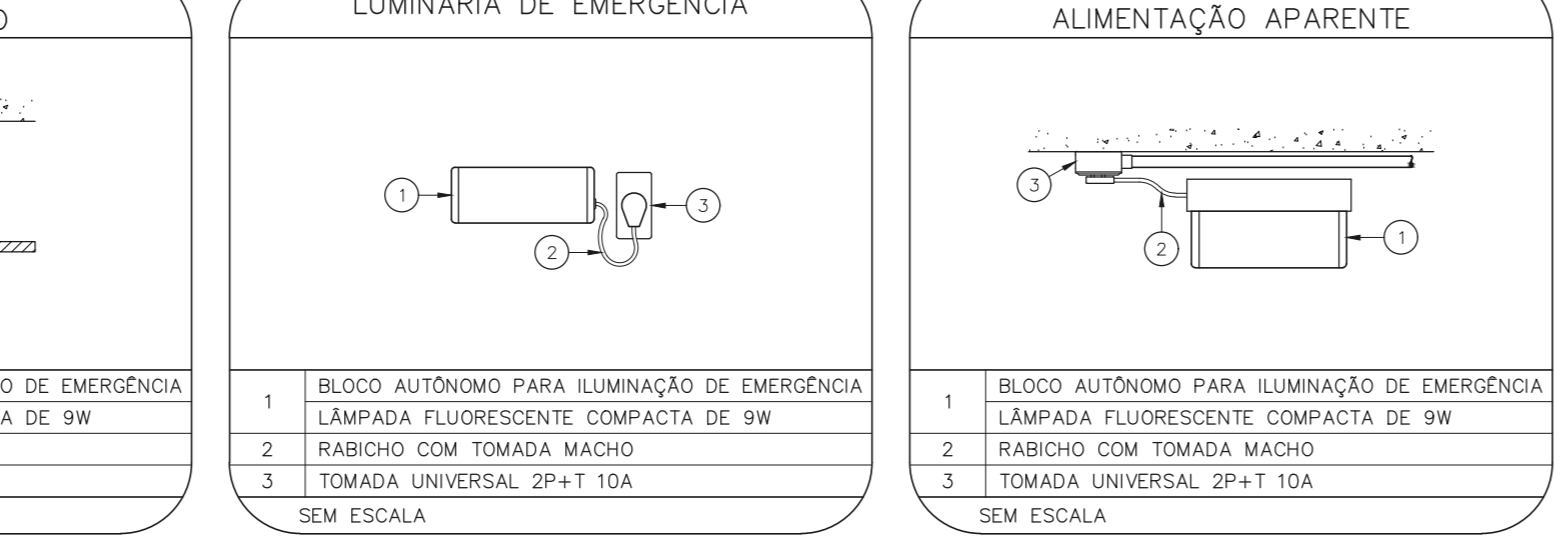 O
O DE EMERGÊNCIA
A DE 9W
LUMINÁRIA DE EMERGÊNCIA
1
2
3
1 BLOCO AUTÔNOMO PARA ILUMINAÇÃO DE EMERGÊNCIA
LÂMPADA FLUORESCENTE COMPACTA DE 9W
2 RABICHO COM TOMADA MACHO
3 TOMADA UNIVERSAL 2P+T 10A
SEM ESCALA
ALIMENTAÇÃO APARENTE
3
2
1
1 BLOCO AUTÔNOMO PARA ILUMINAÇÃO DE EMERGÊNCIA
LÂMPADA FLUORESCENTE COMPACTA DE 9W
2 RABICHO COM TOMADA MACHO
3 TOMADA UNIVERSAL 2P+T 10A
SEM ESCALA